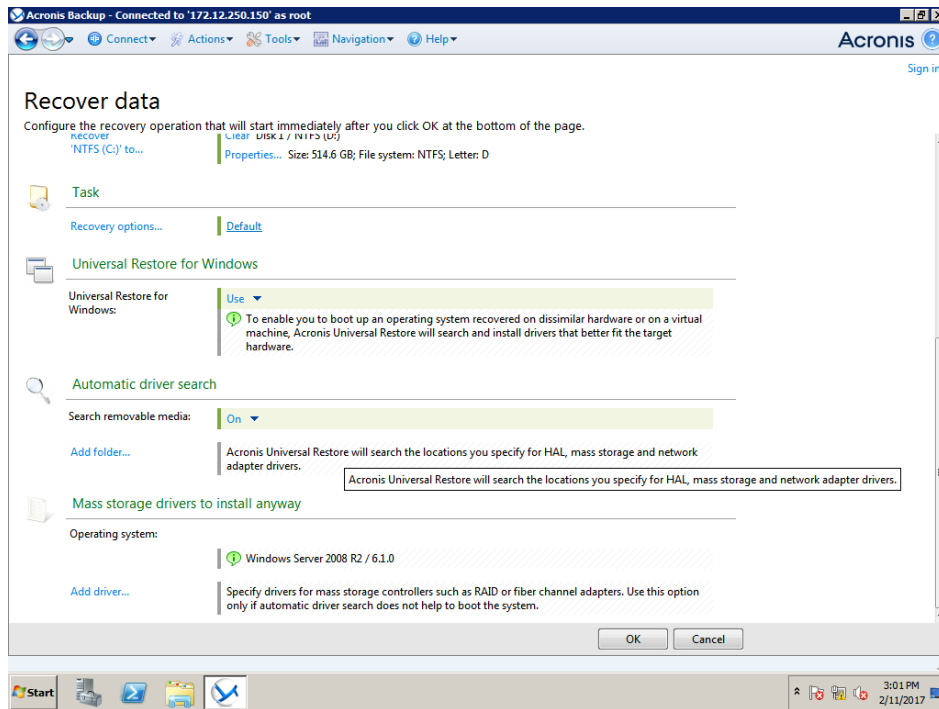 Acronis Backup - Connected to '172.12.250.150' as root
Connect Actions Tools Navigation Help
Acronis
Sign in
Recover data
Configure the recovery operation that will start immediately after you click OK at the bottom of the page.
Recover Clear Disk 1 / NTFS (D:)
'NTFS (C:)' to...
Properties... Size: 514.6 GB; File system: NTFS; Letter: D
Task
Recovery options... Default
Universal Restore for Windows
Universal Restore for
Windows:
Use
To enable you to boot up an operating system recovered on dissimilar hardware or on a virtual
machine, Acronis Universal Restore will search and install drivers that better fit the target
hardware.
Automatic driver search
Search removable media: On
Add folder... Acronis Universal Restore will search the locations you specify for HAL, mass storage and network
adapter drivers.
Acronis Universal Restore will search the locations you specify for HAL, mass storage and network adapter drivers.
Mass storage drivers to install anyway
Operating system:
Windows Server 2008 R2 / 6.1.0
Add driver... Specify drivers for mass storage controllers such as RAID or fiber channel adapters. Use this option
only if automatic driver search does not help to boot the system.
OK Cancel
Start
3:01 PM
2/11/2017